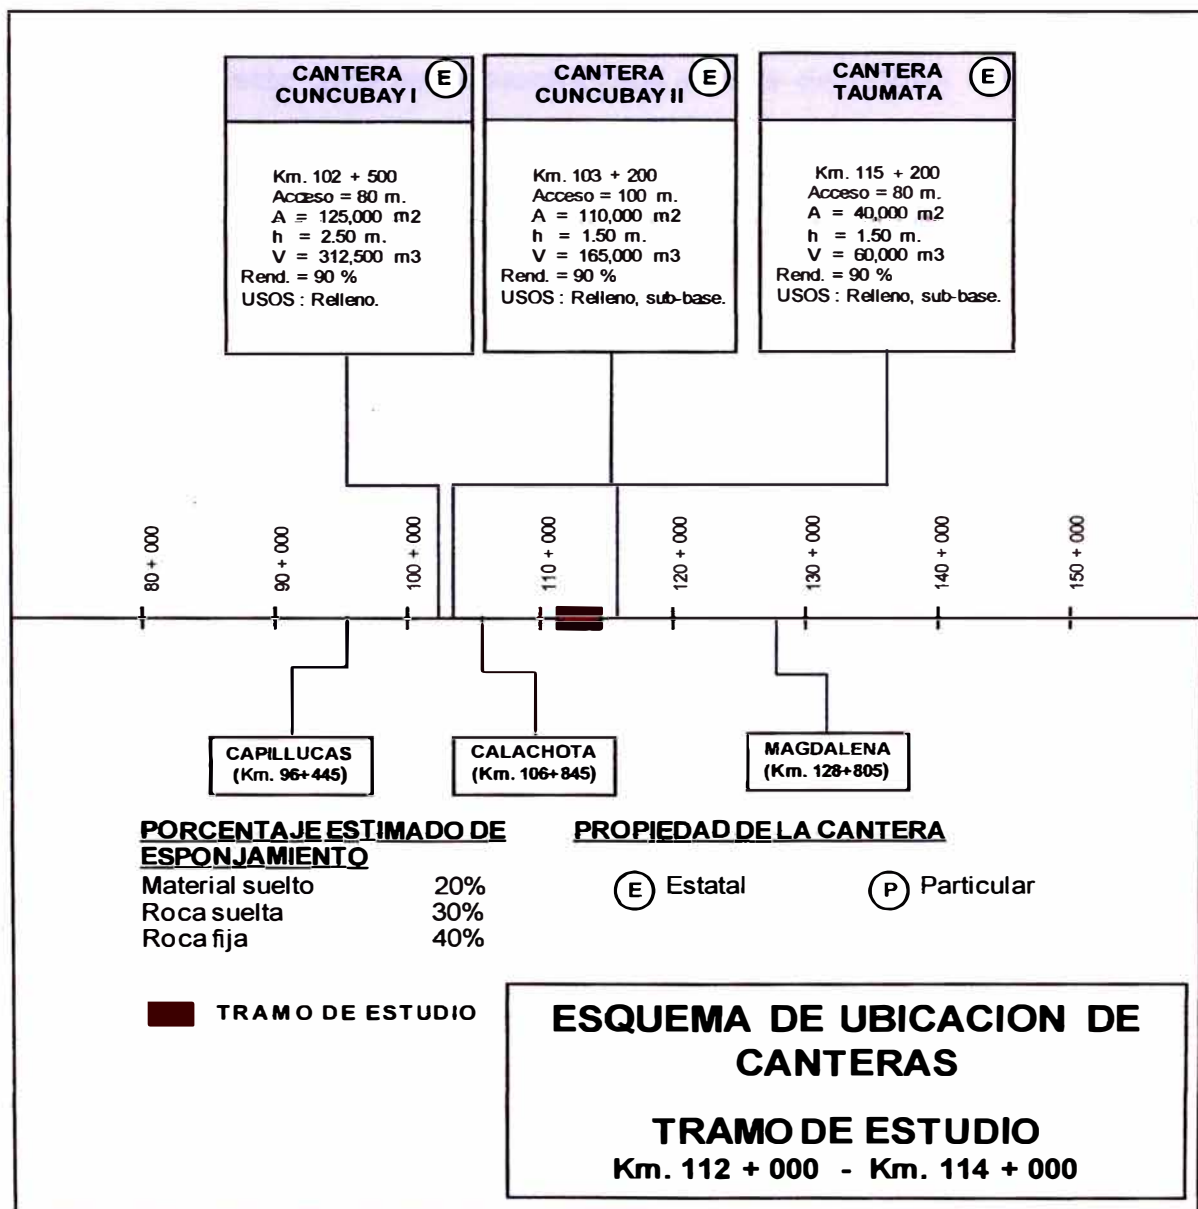 CANTERA
CUNCUBAY I
E
Km. 102 + 500
Acceso = 80 m.
A = 125,000 m2
h = 2.50 m.
V = 312,500 m3
Rend. = 90 %
USOS : Relleno.
CANTERA
CUNCUBAY II
E
Km. 103 + 200
Acceso = 100 m.
A = 110,000 m2
h = 1.50 m.
V = 165,000 m3
Rend. = 90 %
USOS : Relleno, sub-base.
CANTERA
TAUMATA
E
Km. 115 + 200
Acceso = 80 m.
A = 40,000 m2
h = 1.50 m.
V = 60,000 m3
Rend. = 90 %
USOS : Relleno, sub-base.
80 + 000
90 + 000
100 + 000
110 + 000
120 + 000
130 + 000
140 + 000
150 + 000
CAPILLUCAS
(Km. 96+445)
CALACHOTA
(Km. 106+845)
MAGDALENA
(Km. 128+805)
PORCENTAJE ESTIMADO DE
ESPONJAMIENTO
Material suelto 20%
Roca suelta 30%
Roca fija 40%
PROPIEDAD DE LA CANTERA
E Estatal
P Particular
TRAMO DE ESTUDIO
ESQUEMA DE UBICACION DE
CANTERAS
TRAMO DE ESTUDIO
Km. 112 + 000 - Km. 114 + 000